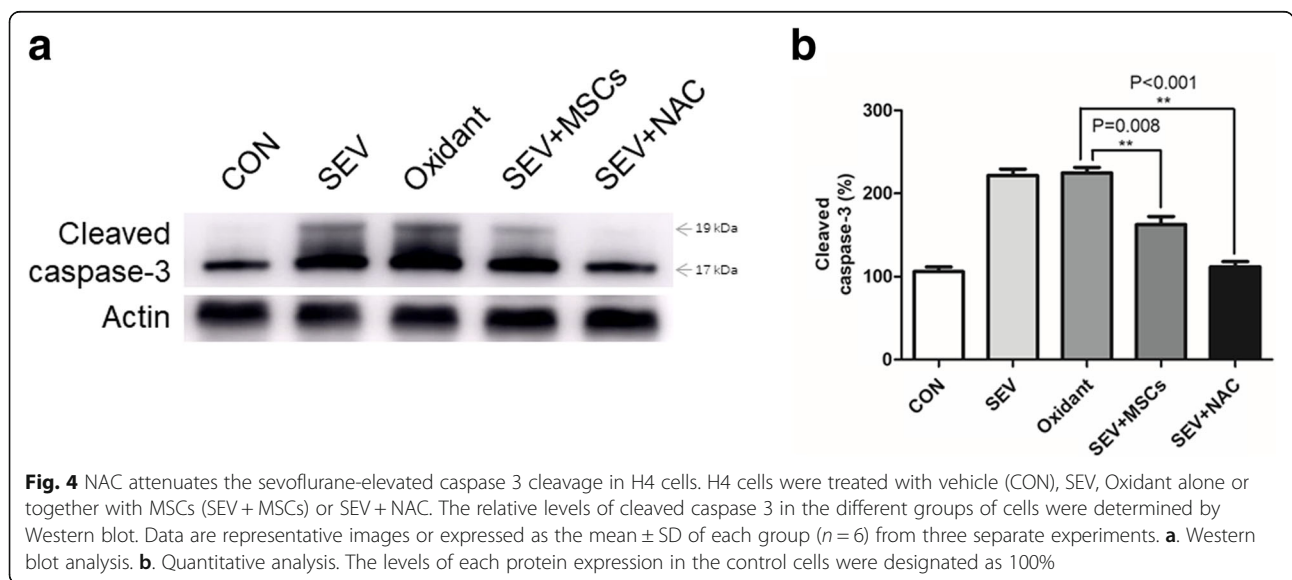 a
CON
SEV
Oxidant
SEV+MSCs
SEV+NAC
Cleaved
caspase-3
19 kDa
17 kDa
Actin
b
P<0.001
**
P=0.008
**
Cleaved
caspase-3 (%)
300
200
100
0
CON
SEV
Oxidant
SEV+MSCs
SEV+NAC
Fig. 4 NAC attenuates the sevoflurane-elevated caspase 3 cleavage in H4 cells. H4 cells were treated with vehicle (CON), SEV, Oxidant alone or
together with MSCs (SEV + MSCs) or SEV + NAC. The relative levels of cleaved caspase 3 in the different groups of cells were determined by
Western blot. Data are representative images or expressed as the mean ± SD of each group (n = 6) from three separate experiments. a. Western
blot analysis. b. Quantitative analysis. The levels of each protein expression in the control cells were designated as 100%